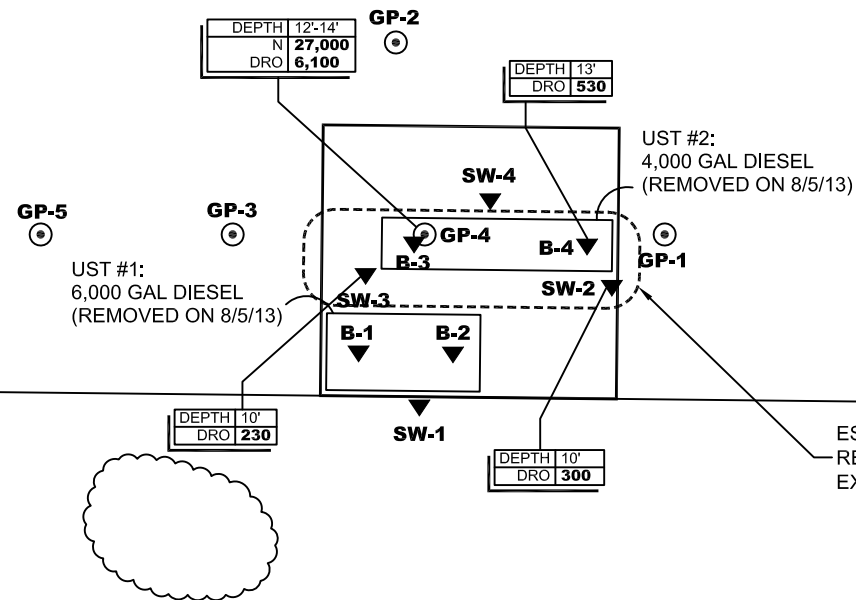 GP-2
DEPTH 12'-14'
N 27,000
DRO 6,100
DEPTH 13'
DRO 530
UST #2:
4,000 GAL DIESEL
(REMOVED ON 8/5/13)
SW-4
GP-5
GP-3
GP-4
B-3
B-4
GP-1
UST #1:
6,000 GAL DIESEL
(REMOVED ON 8/5/13)
SW-3
SW-2
B-1
B-2
SW-1
DEPTH 10'
DRO 230
DEPTH 10'
DRO 300
ES
RE
EX